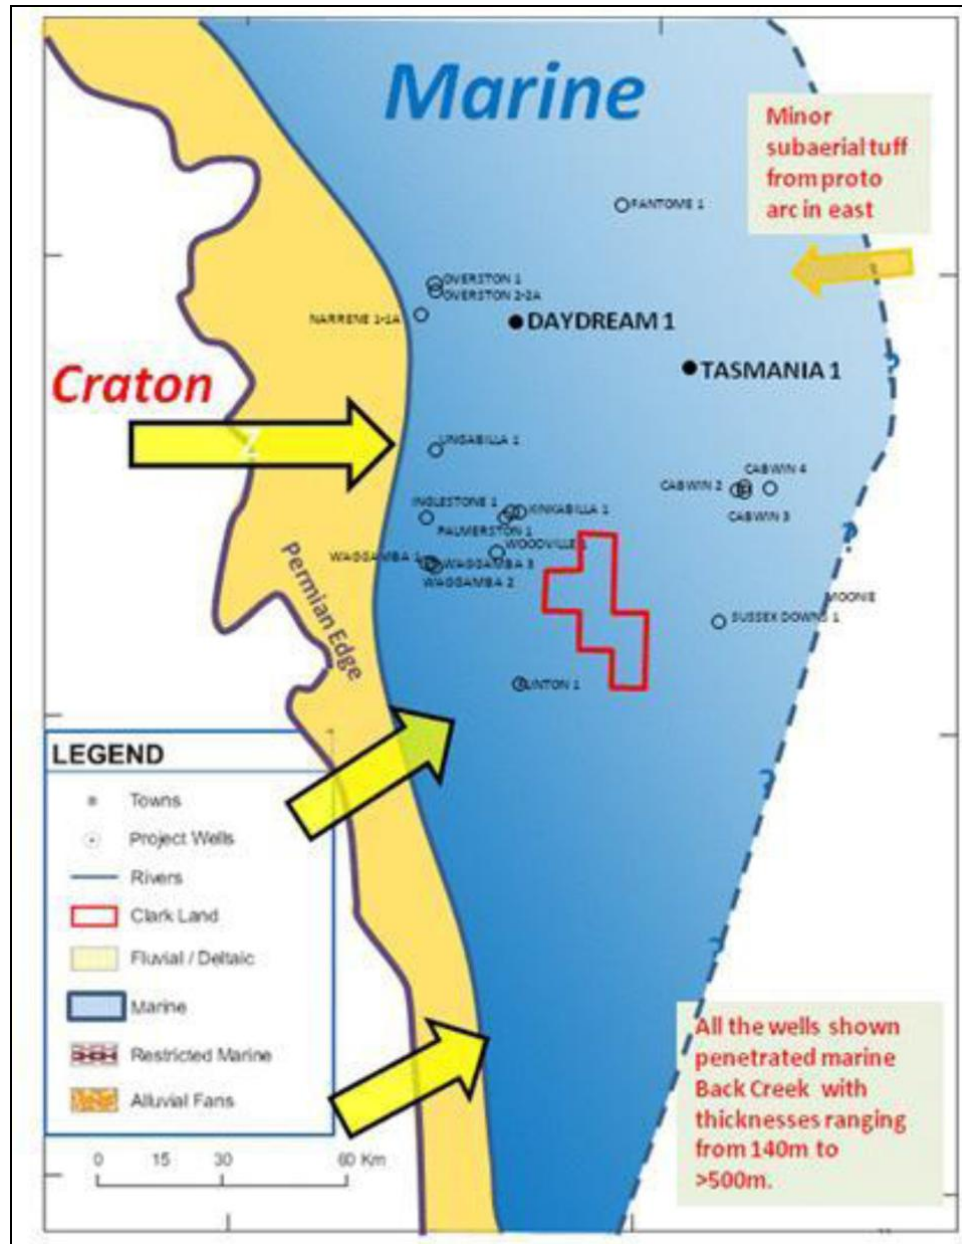 Marine
Minor
subaerial tuff
from proto
arc in east
FANTOME 1
OVERSTON 1
OVERSTON 2-2A
NARRENE 1-1A
DAYDREAM 1
TASMANIA 1
?
Craton
Z
LINGABILLA 1
CABWIN 4
CABWIN 2
CABWIN 3
INGLESTONE 1
KINKABILLA 1
PALMERSTON 1
WOODVILLE 1
?
WAGGAMBA 1
WAGGAMBA 3
WAGGAMBA 2
Permian Edge
MOONIE
SUSSEX DOWNS 1
FLINTON 1
?
LEGEND
Towns
Project Wells
Rivers
Clark Land
Fluvial / Deltaic
Marine
Restricted Marine
Alluvial Fans
?
0 15 30 60 Km
All the wells shown
penetrated marine
Back Creek with
thicknesses ranging
from 140m to
>500m.